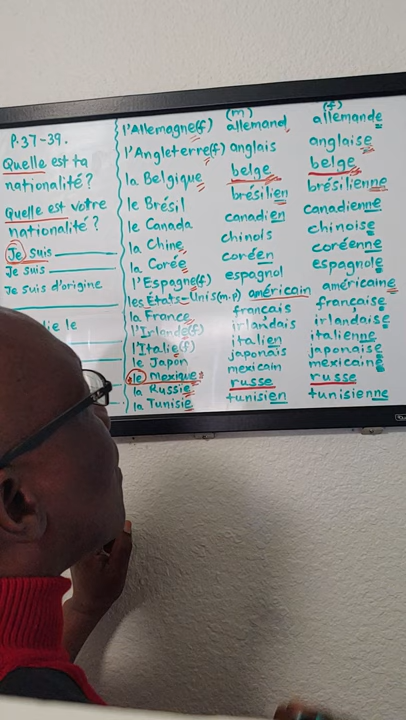 P.37-39.
Quelle est ta
nationalité?
Quelle est votre
nationalité?
Je suis
Je suis
Je suis d'origine
le
(m) (f)
l'Allemagne(f) allemand allemande
l'Angleterre(f) anglais anglaise
la Belgique belge belge
le Brésil brésilien brésilienne
le Canada canadien canadienne
la Chine chinois chinoise
la Corée coréen coréenne
l'Espagne(f) espagnol espagnole
les États-Unis(m.p) américain américaine
la France français française
l'Irlande(f) irlandais irlandaise
l'Italie(f) italien italienne
le Japon japonais japonaise
le Mexique mexicain mexicaine
la Russie russe russe
la Tunisie tunisien tunisienne